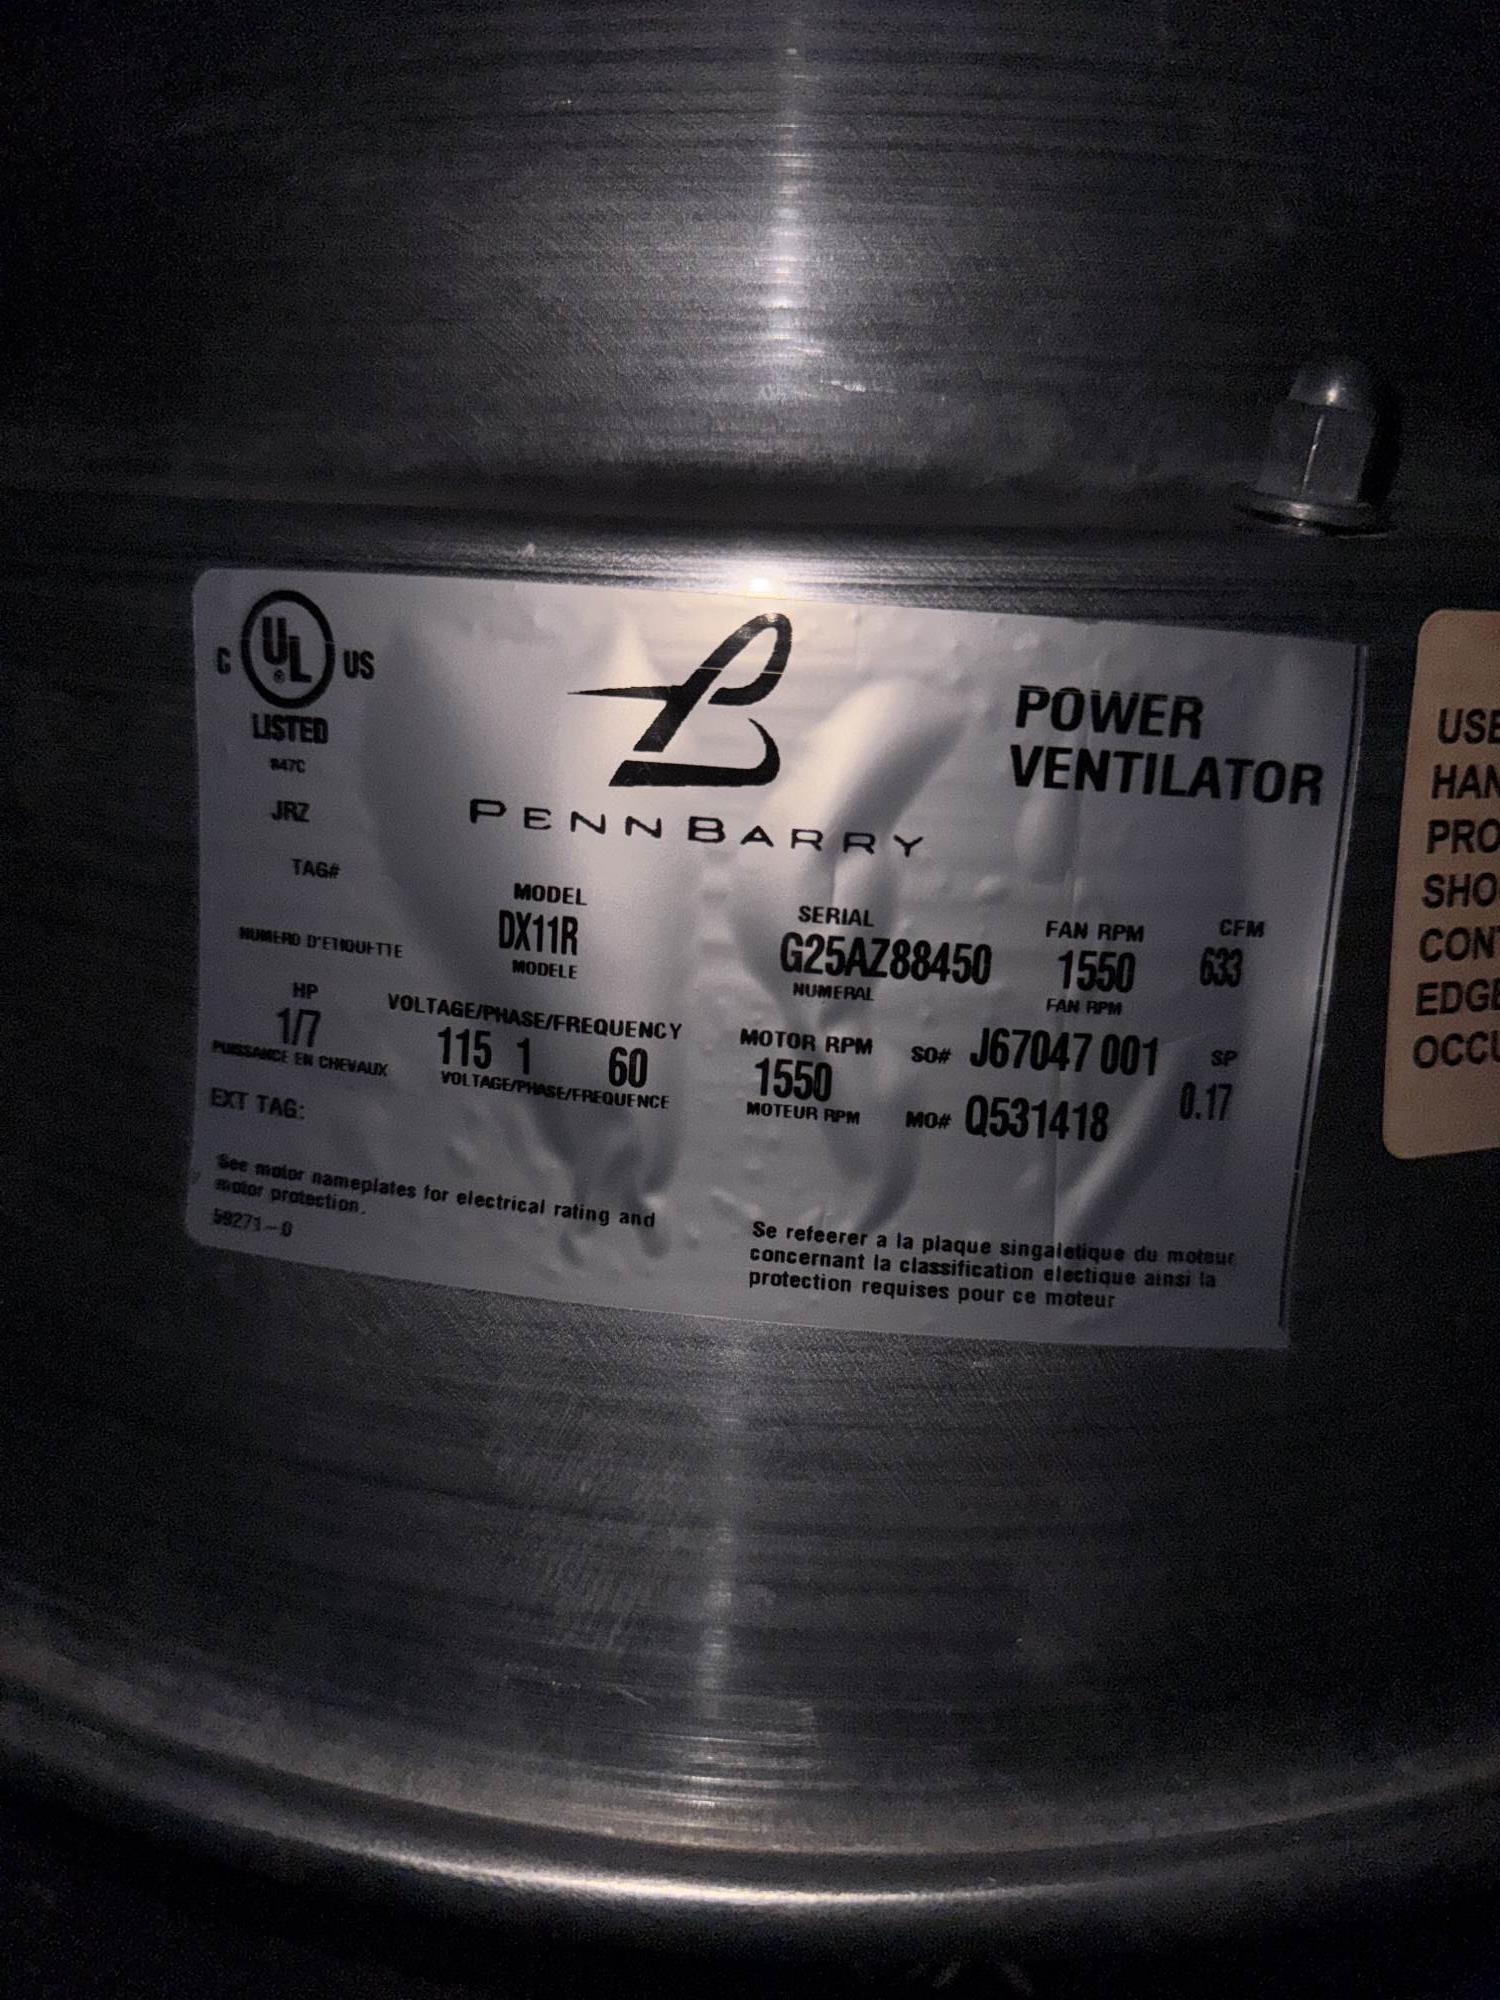 C UL ® US
LISTED
847C
JRZ
PENNBARRY
POWER
VENTILATOR
TAG#
NUMERO D'ETIQUETTE
MODEL
DX11R
MODELE
SERIAL
G25AZ88450
NUMERAL
FAN RPM
1550
FAN RPM
CFM
633
HP
1/7
PUISSANCE EN CHEVAUX
VOLTAGE/PHASE/FREQUENCY
115 1 60
VOLTAGE/PHASE/FREQUENCE
MOTOR RPM
1550
MOTEUR RPM
SO# J67047 001
MO# Q531418
SP
0.17
EXT TAG:
See motor nameplates for electrical rating and
motor protection.
59271-0
Se refeerer a la plaque singaletique du moteur
concernant la classification electique ainsi la
protection requises pour ce moteur
USE
HAN
PRO
SHO
CON
EDGE
OCCU